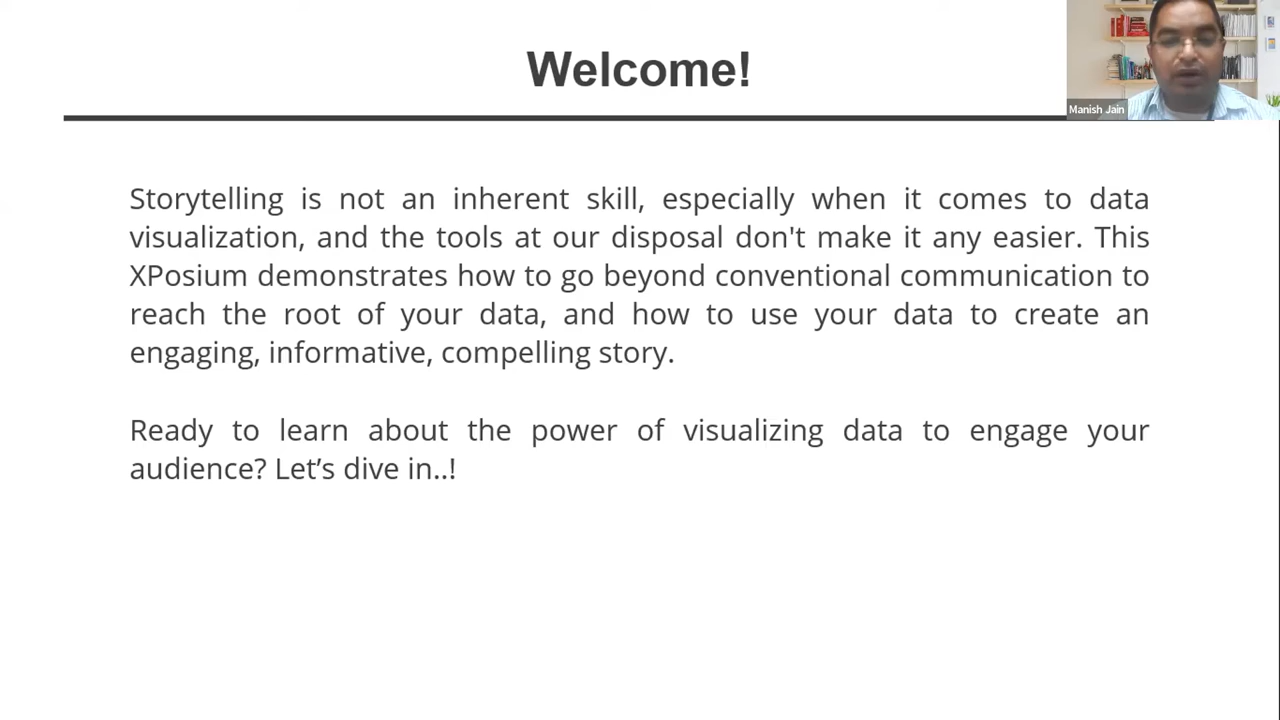 Welcome!
Manish Jain
Storytelling is not an inherent skill, especially when it comes to data
visualization, and the tools at our disposal don't make it any easier. This
XPosium demonstrates how to go beyond conventional communication to
reach the root of your data, and how to use your data to create an
engaging, informative, compelling story.
Ready to learn about the power of visualizing data to engage your
audience? Let’s dive in..!